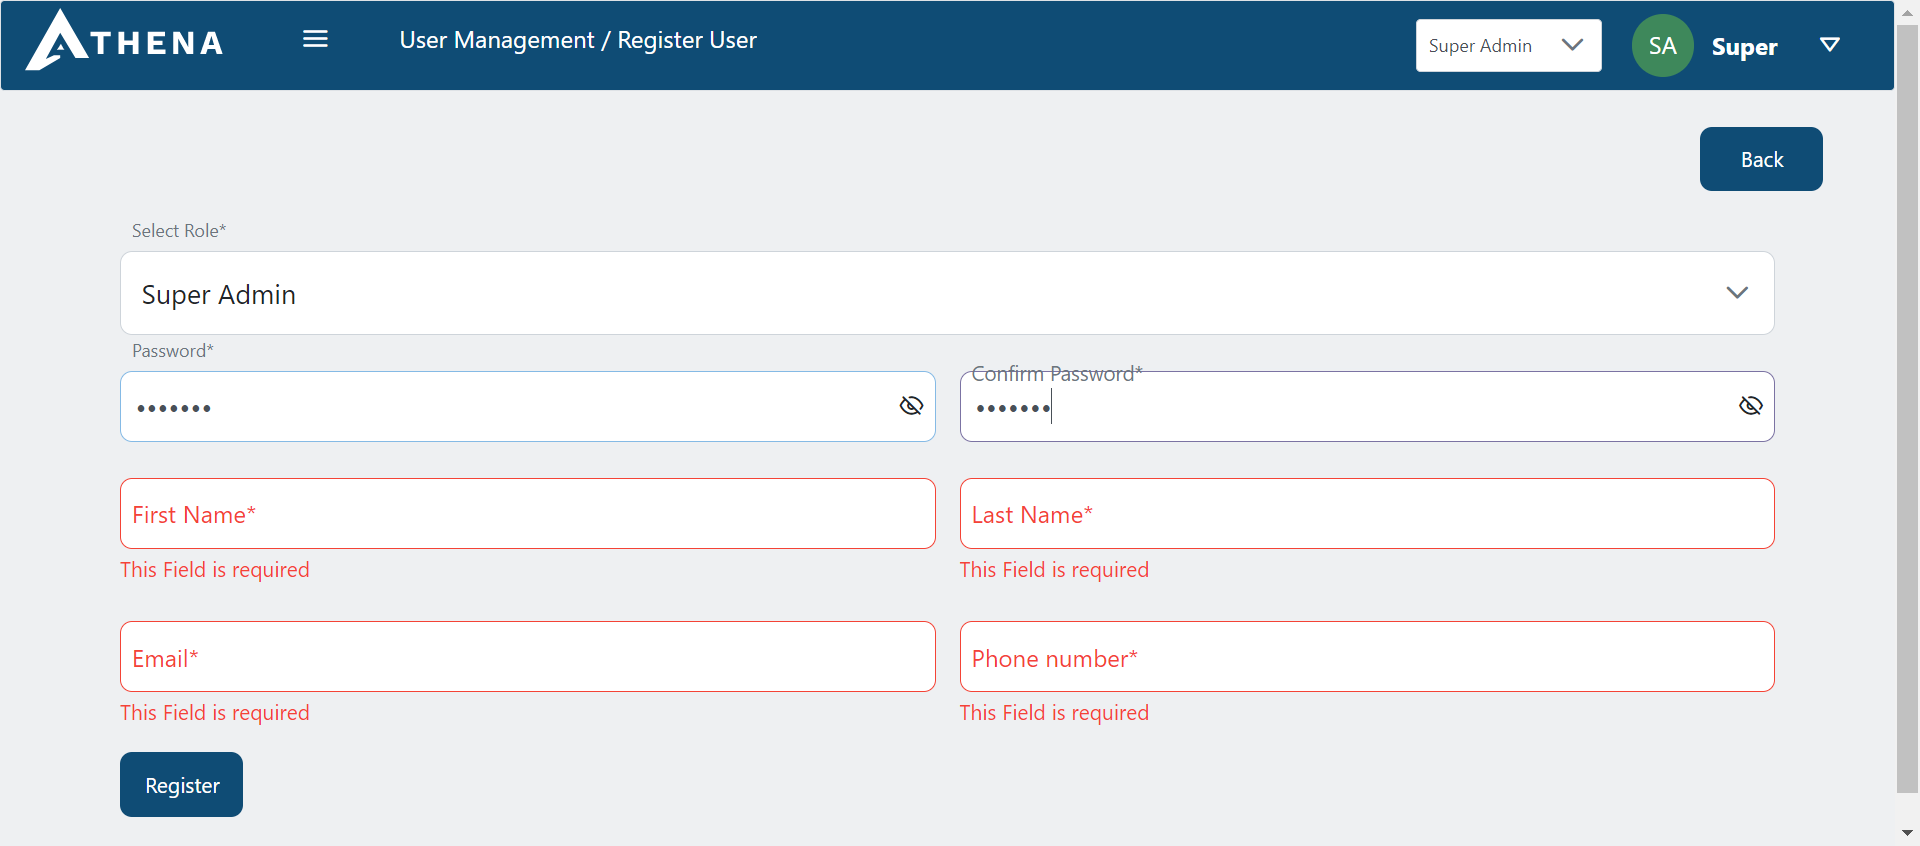 ATHENA
User Management / Register User
Super Admin
SA
Super
Back
Select Role*
Super Admin
Password*
•••••••
Confirm Password*
•••••••
First Name*
Last Name*
This Field is required
This Field is required
Email*
Phone number*
This Field is required
This Field is required
Register